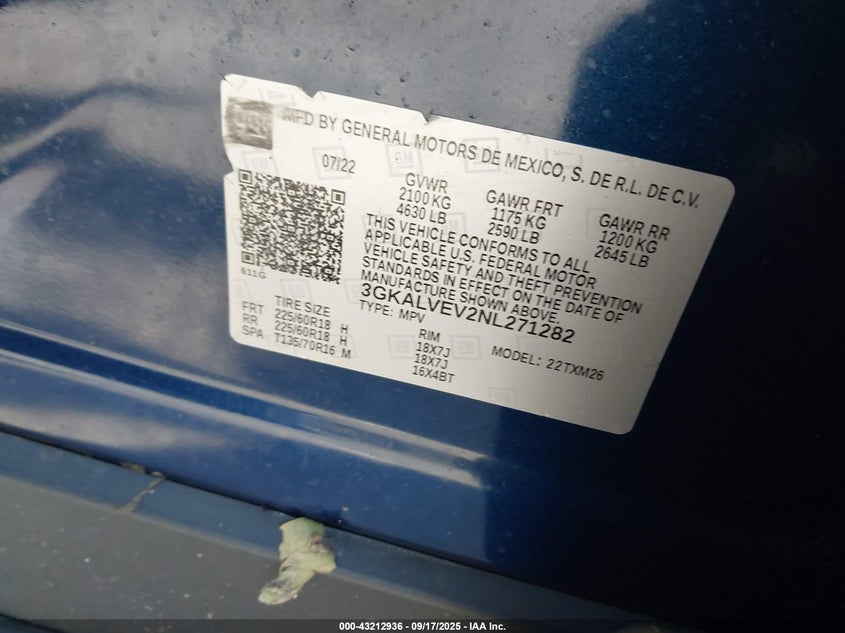 GM
MFD BY GENERAL MOTORS DE MEXICO, S. DE R.L. DE C.V.
07/22
GVWR
2100 KG
4630 LB
GAWR FRT
1175 KG
2590 LB
GAWR RR
1200 KG
2645 LB
THIS VEHICLE CONFORMS TO ALL
APPLICABLE U.S. FEDERAL MOTOR
VEHICLE SAFETY AND THEFT PREVENTION
STANDARDS IN EFFECT ON THE DATE OF
MANUFACTURE SHOWN ABOVE.
3GKALVEV2NL271282
TYPE: MPV
MODEL: 22TXM26
611G
TIRE SIZE
FRT 225/60R18 H
RR 225/60R18 H
SPA T135/70R16 M
RIM
18X7J
18X7J
16X4BT
000-43212936 - 09/17/2025 - IAA Inc.